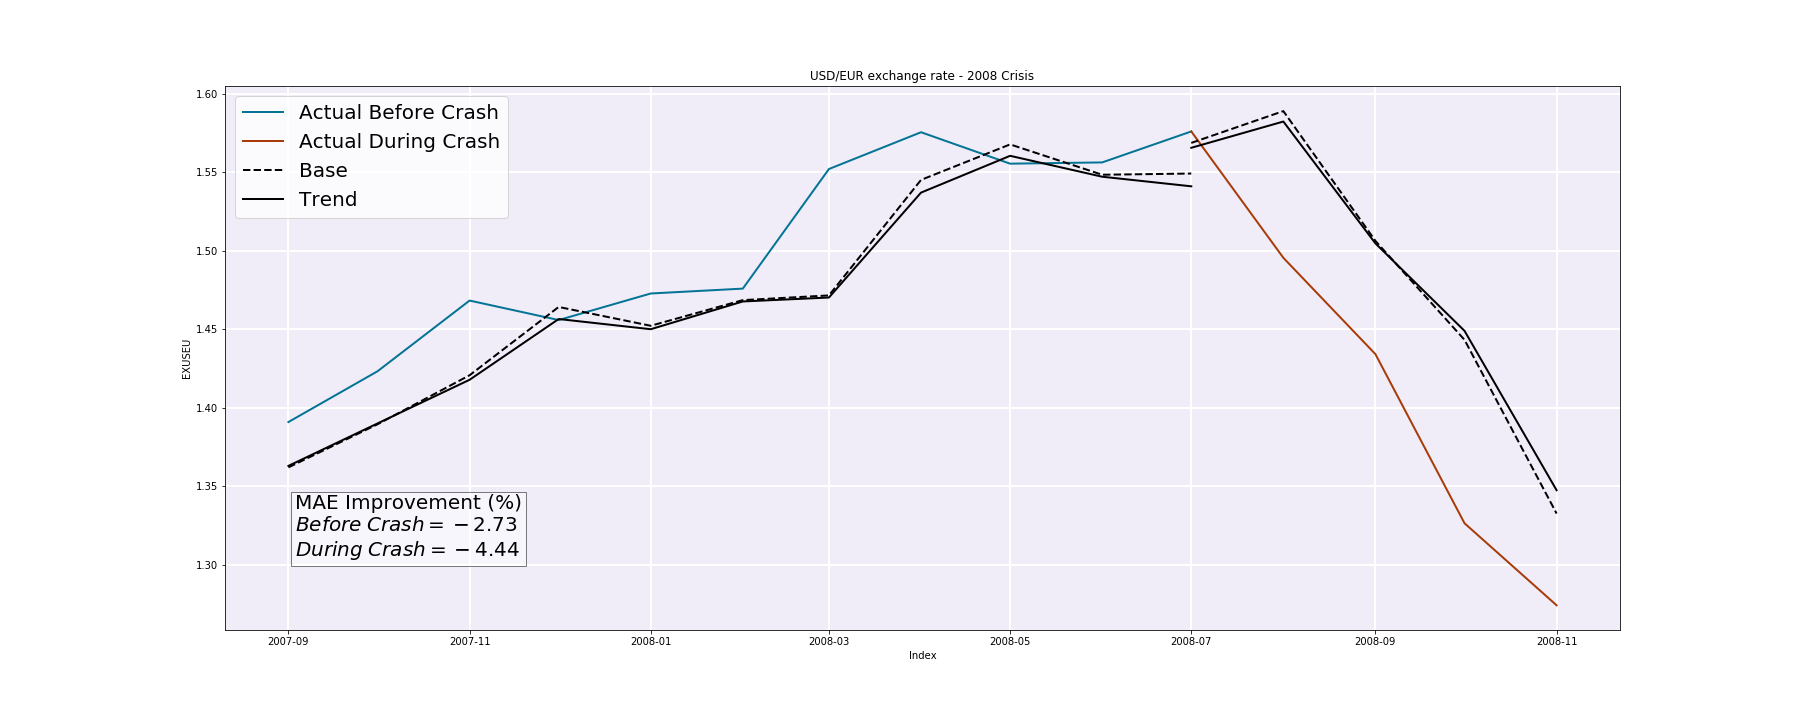 USD/EUR exchange rate - 2008 Crisis
1.60
1.55
1.50
1.45
1.40
1.35
1.30
EXUSEU
Actual Before Crash
Actual During Crash
Base
Trend
MAE Improvement (%)
Before Crash = −2.73
During Crash = −4.44
2007-09 2007-11 2008-01 2008-03 2008-05 2008-07 2008-09 2008-11
Index